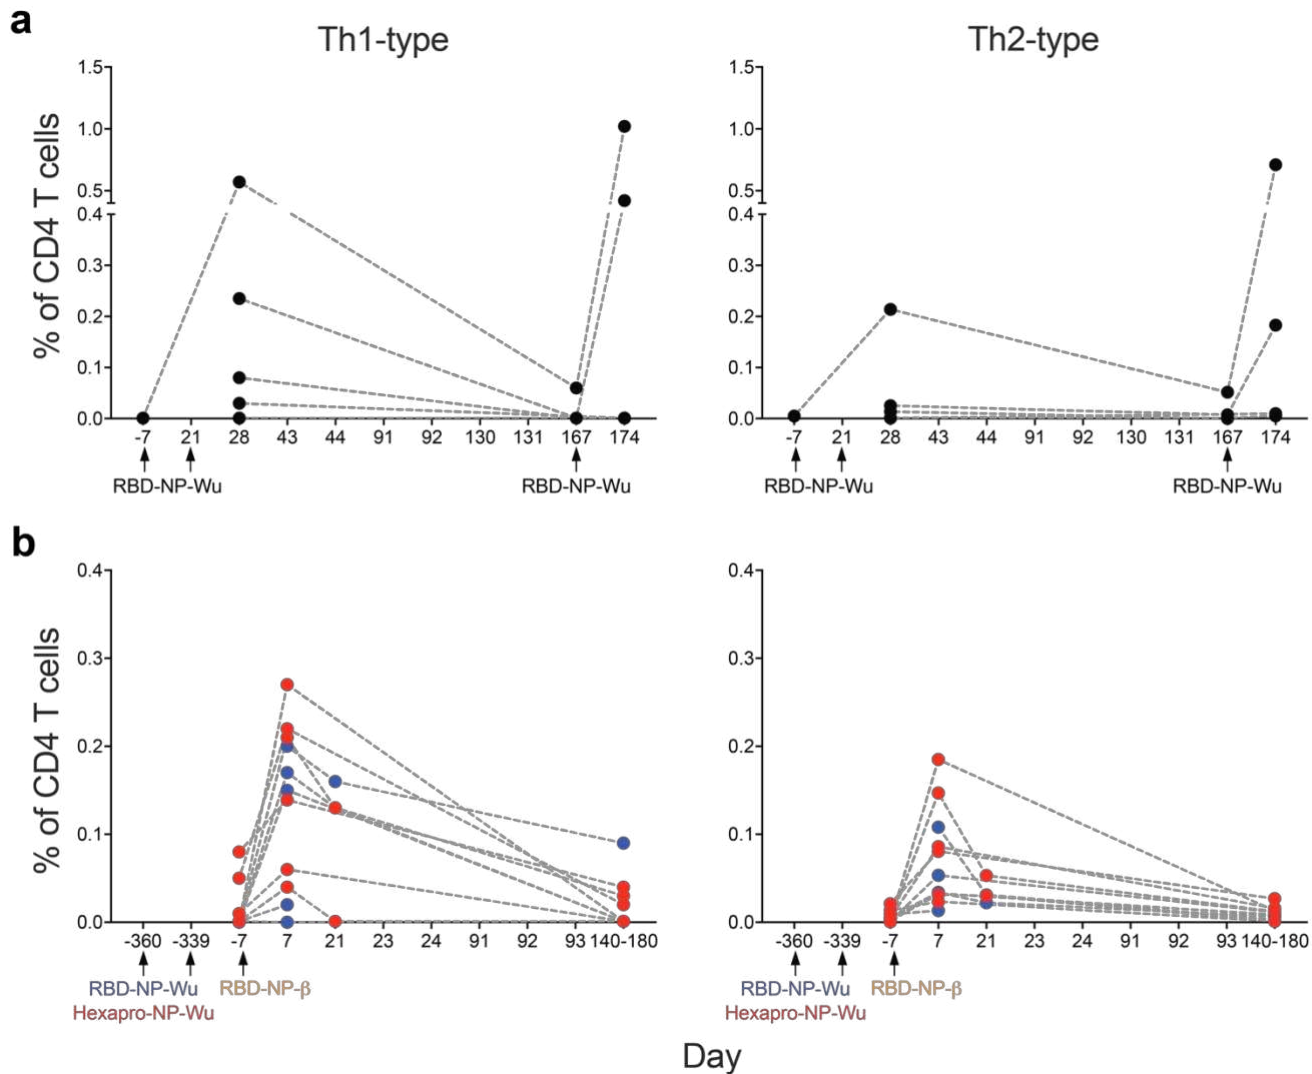 a
Th1-type
Th2-type
% of CD4 T cells
1.5
1.0
0.5
0.4
0.3
0.2
0.1
0.0
-7 21 28 43 44 91 92 130 131 167 174
RBD-NP-Wu RBD-NP-Wu
1.5
1.0
0.5
0.4
0.3
0.2
0.1
0.0
-7 21 28 43 44 91 92 130 131 167 174
RBD-NP-Wu RBD-NP-Wu
b
% of CD4 T cells
0.4
0.3
0.2
0.1
0.0
-360 -339 -7 7 21 23 24 91 92 93 140-180
RBD-NP-Wu RBD-NP-β
Hexapro-NP-Wu
0.4
0.3
0.2
0.1
0.0
-360 -339 -7 7 21 23 24 91 92 93 140-180
RBD-NP-Wu RBD-NP-β
Hexapro-NP-Wu
Day